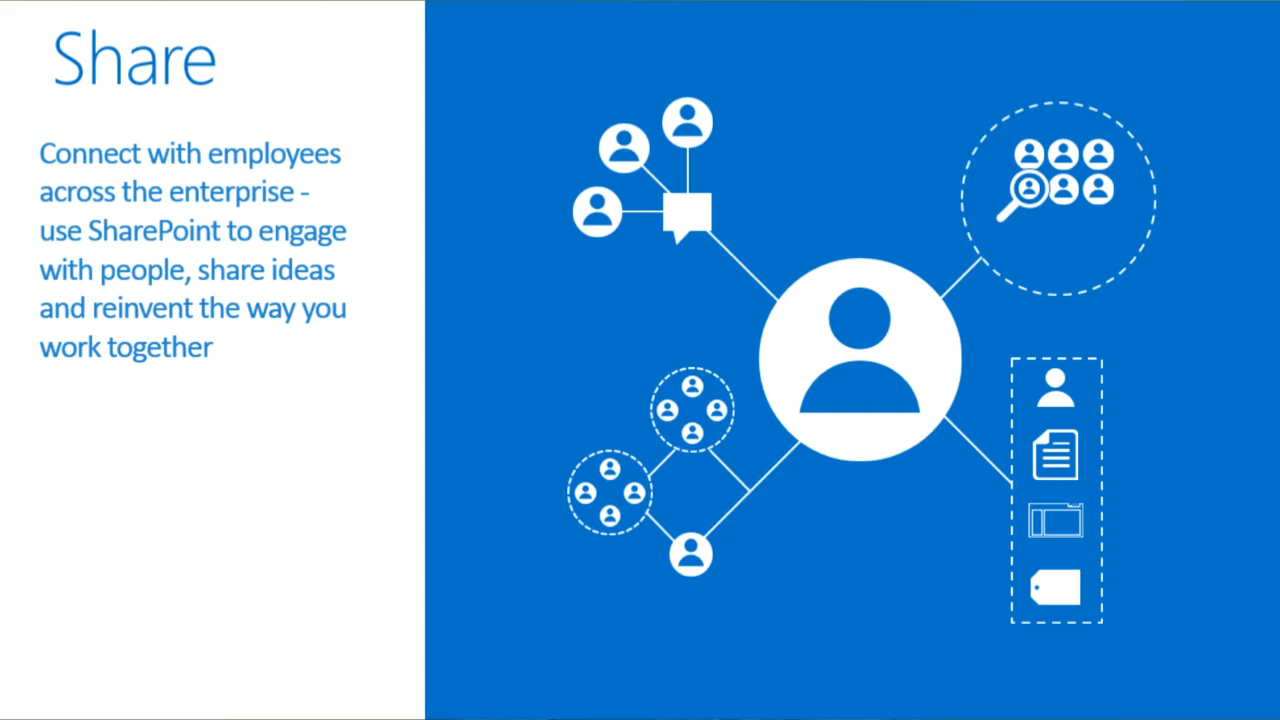 Share
Connect with employees
across the enterprise -
use SharePoint to engage
with people, share ideas
and reinvent the way you
work together